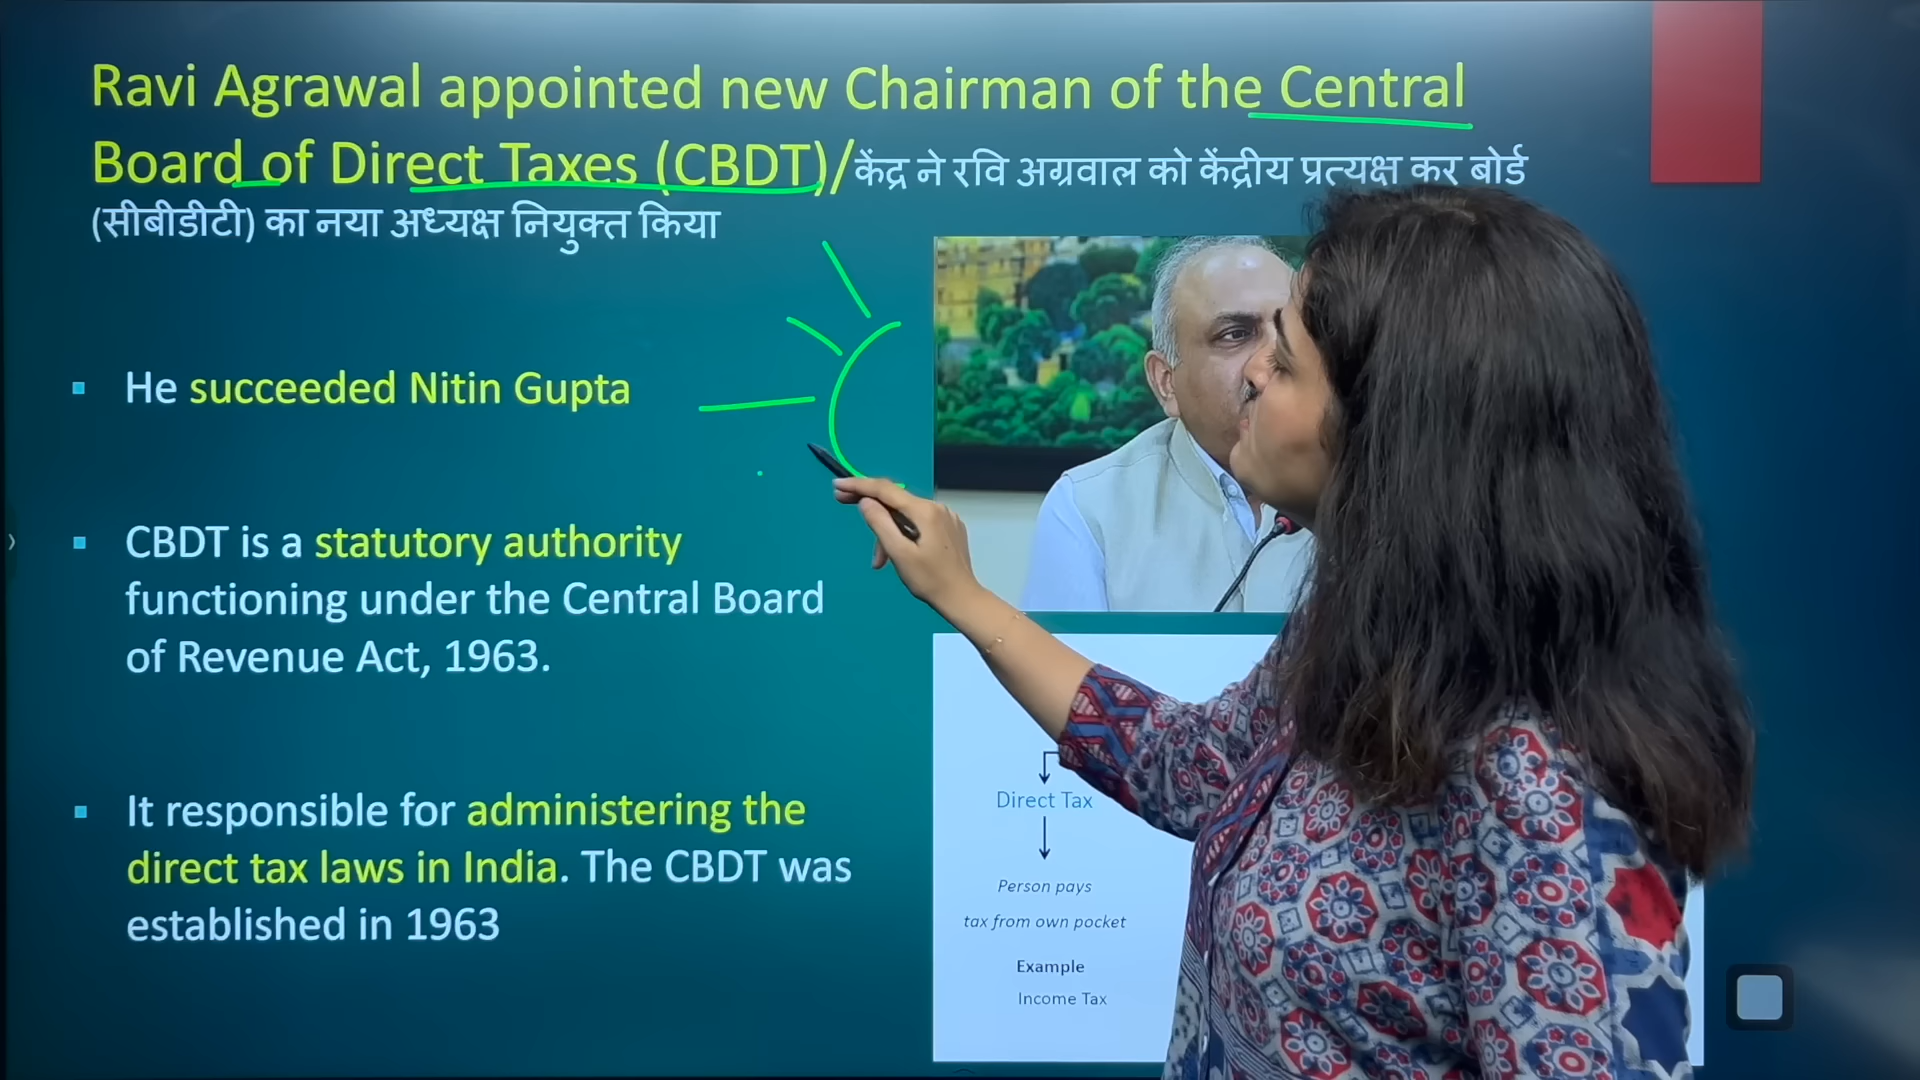 Ravi Agrawal appointed new Chairman of the Central
Board of Direct Taxes (CBDT)/केंद्र ने रवि अग्रवाल को केंद्रीय प्रत्यक्ष कर बोर्ड
(सीबीडीटी) का नया अध्यक्ष नियुक्त किया
▪ He succeeded Nitin Gupta
▪ CBDT is a statutory authority
functioning under the Central Board
of Revenue Act, 1963.
▪ It responsible for administering the
direct tax laws in India. The CBDT was
established in 1963
Direct Tax
Person pays
tax from own pocket
Example
Income Tax